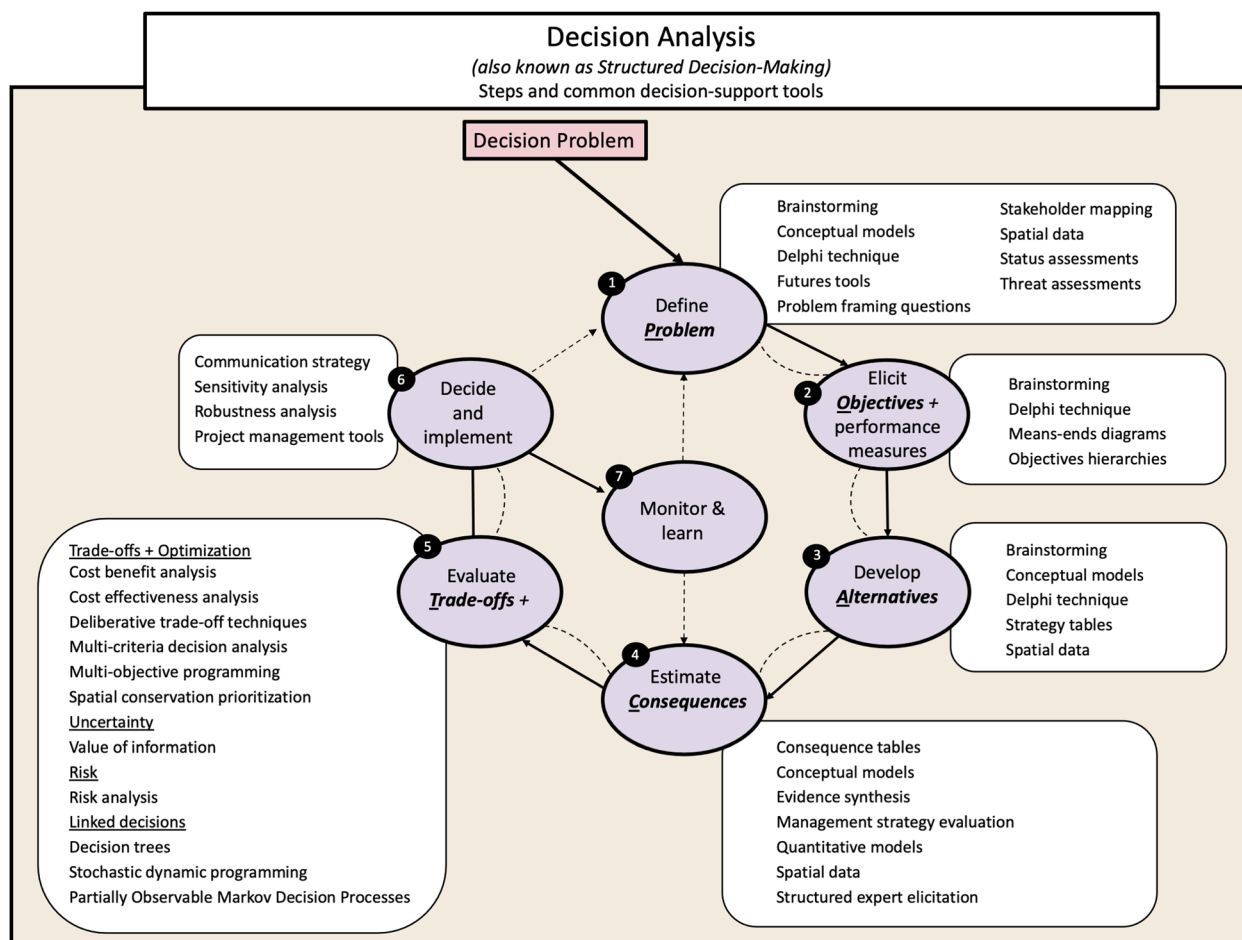 Decision Analysis
(also known as Structured Decision-Making)
Steps and common decision-support tools
Decision Problem
1
Define
Problem
Brainstorming
Conceptual models
Delphi technique
Futures tools
Problem framing questions
Stakeholder mapping
Spatial data
Status assessments
Threat assessments
2
Elicit
Objectives +
performance
measures
Brainstorming
Delphi technique
Means-ends diagrams
Objectives hierarchies
3
Develop
Alternatives
Brainstorming
Conceptual models
Delphi technique
Strategy tables
Spatial data
4
Estimate
Consequences
Consequence tables
Conceptual models
Evidence synthesis
Management strategy evaluation
Quantitative models
Spatial data
Structured expert elicitation
5
Evaluate
Trade-offs +
Trade-offs + Optimization
Cost benefit analysis
Cost effectiveness analysis
Deliberative trade-off techniques
Multi-criteria decision analysis
Multi-objective programming
Spatial conservation prioritization
Uncertainty
Value of information
Risk
Risk analysis
Linked decisions
Decision trees
Stochastic dynamic programming
Partially Observable Markov Decision Processes
6
Decide
and
implement
Communication strategy
Sensitivity analysis
Robustness analysis
Project management tools
7
Monitor &
learn